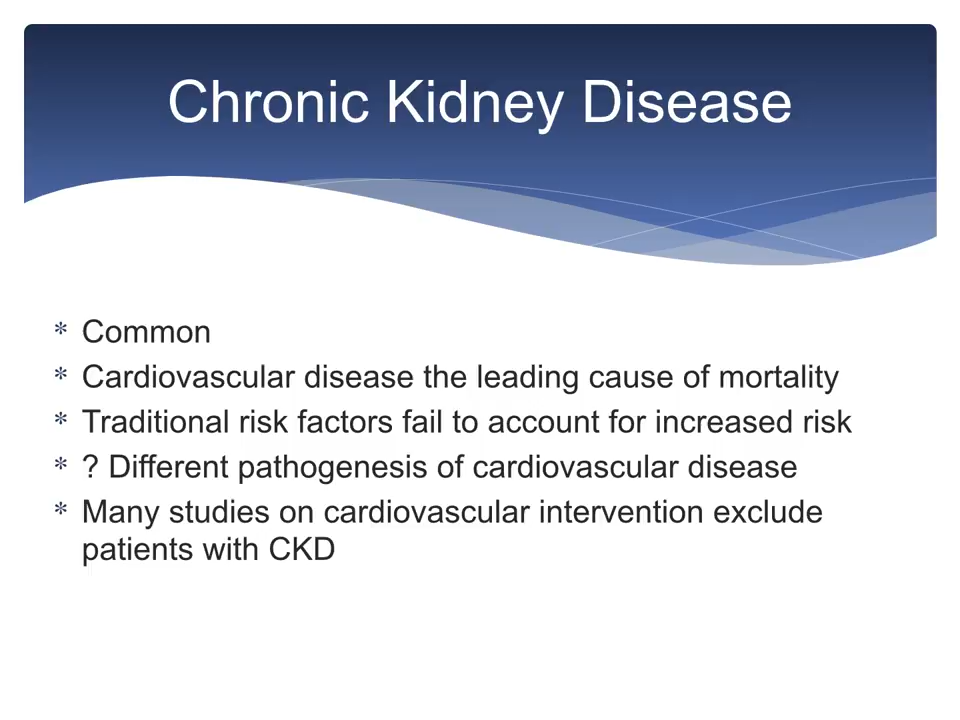 Chronic Kidney Disease
* Common
* Cardiovascular disease the leading cause of mortality
* Traditional risk factors fail to account for increased risk
* ? Different pathogenesis of cardiovascular disease
* Many studies on cardiovascular intervention exclude
patients with CKD